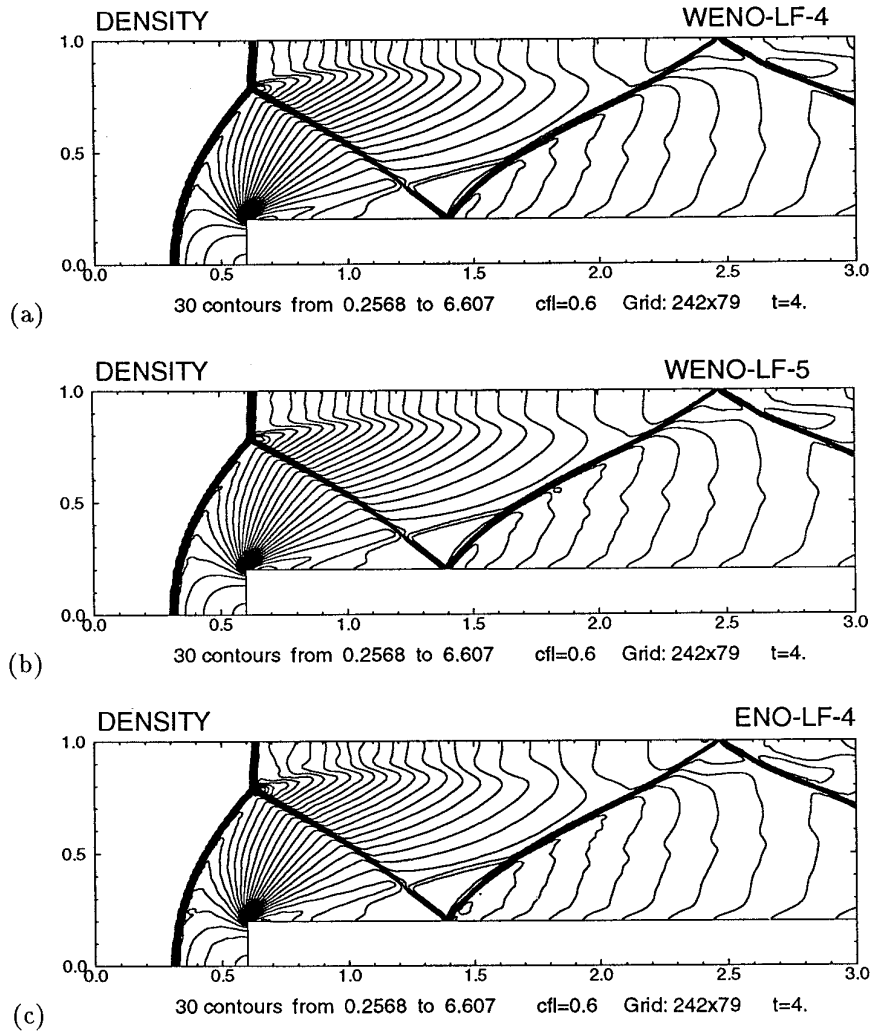 DENSITY WENO-LF-4
1.0
0.5
0.0
0.0 0.5 1.0 1.5 2.0 2.5 3.0
(a) 30 contours from 0.2568 to 6.607 cfl=0.6 Grid: 242x79 t=4.
DENSITY WENO-LF-5
1.0
0.5
0.0
0.0 0.5 1.0 1.5 2.0 2.5 3.0
(b) 30 contours from 0.2568 to 6.607 cfl=0.6 Grid: 242x79 t=4.
DENSITY ENO-LF-4
1.0
0.5
0.0
0.0 0.5 1.0 1.5 2.0 2.5 3.0
(c) 30 contours from 0.2568 to 6.607 cfl=0.6 Grid: 242x79 t=4.